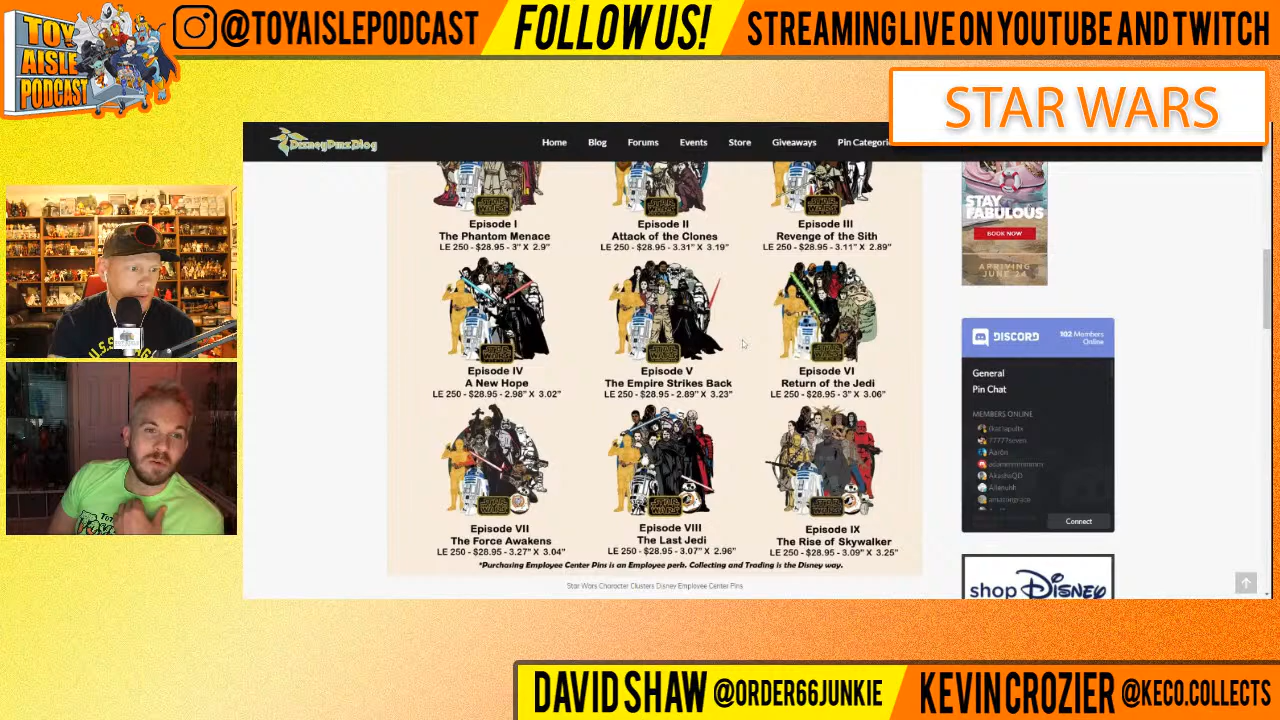 TOY
AISLE
PODCAST
@TOYAISLEPODCAST
FOLLOW US!
STREAMING LIVE ON YOUTUBE AND TWITCH
STAR WARS
DisneyPinsBlog
Home Blog Forums Events Store Giveaways Pin Categori
Episode I
The Phantom Menace
LE 250 - $28.95 - 3" X 2.9"
Episode II
Attack of the Clones
LE 250 - $28.95 - 3.31" X 3.19"
Episode III
Revenge of the Sith
LE 250 - $28.95 - 3.11" X 2.89"
Episode IV
A New Hope
LE 250 - $28.95 - 2.98" X 3.02"
Episode V
The Empire Strikes Back
LE 250 - $28.95 - 2.89" X 3.23"
Episode VI
Return of the Jedi
LE 250 - $28.95 - 3" X 3.06"
Episode VII
The Force Awakens
LE 250 - $28.95 - 3.27" X 3.04"
Episode VIII
The Last Jedi
LE 250 - $28.95 - 3.07" X 2.96"
Episode IX
The Rise of Skywalker
LE 250 - $28.95 - 3.09" X 3.25"
*Purchasing Employee Center Pins is an Employee perk. Collecting and Trading is the Disney way.
Star Wars Character Clusters Disney Employee Center Pins
STAY
FABULOUS
BOOK NOW
ARRIVING
JUNE 24
DISCORD
102 Members
Online
General
Pin Chat
MEMBERS ONLINE
77777seven
Aaron
AkashaQD
amazingrace
Connect
shop Disney
DAVID SHAW @ORDER66JUNKIE
KEVIN CROZIER @KECO.COLLECTS